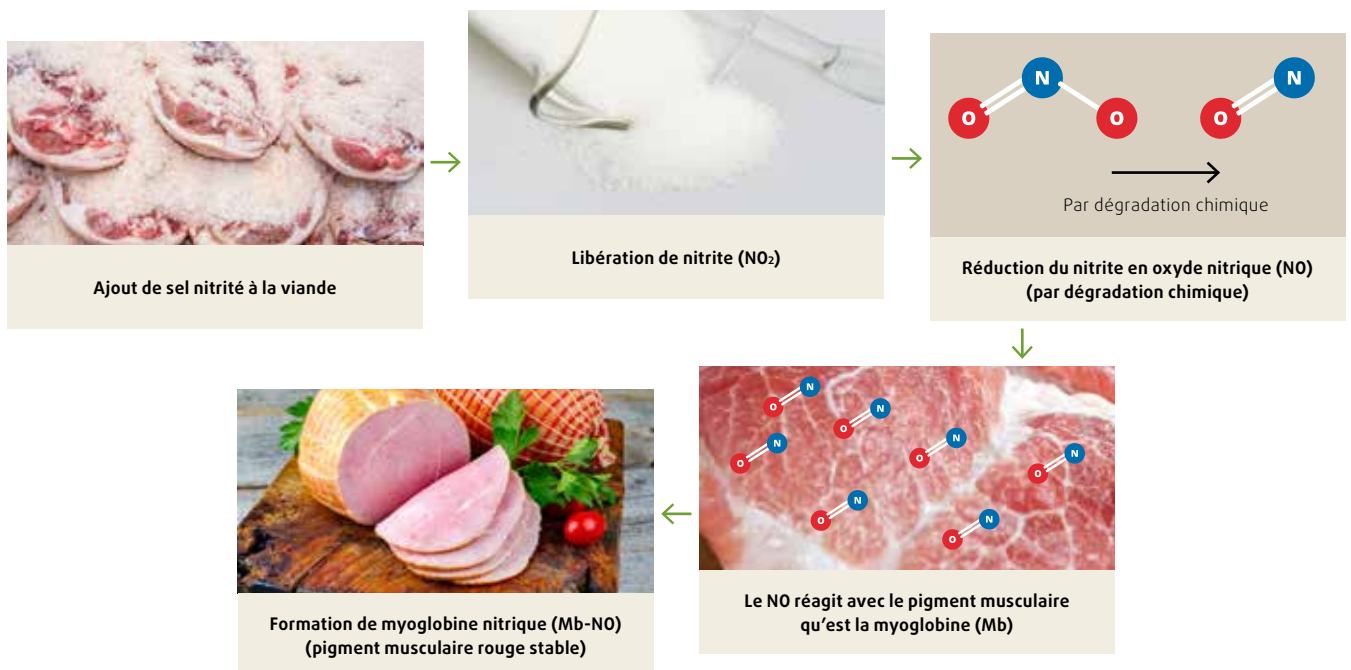 Ajout de sel nitrité à la viande
Libération de nitrite (NO₂)
O
N
O
O
N
Par dégradation chimique
Réduction du nitrite en oxyde nitrique (NO)
(par dégradation chimique)
O N
O N
O N
O N
O N
O N
O N
Le NO réagit avec le pigment musculaire
qu’est la myoglobine (Mb)
Formation de myoglobine nitrique (Mb-NO)
(pigment musculaire rouge stable)